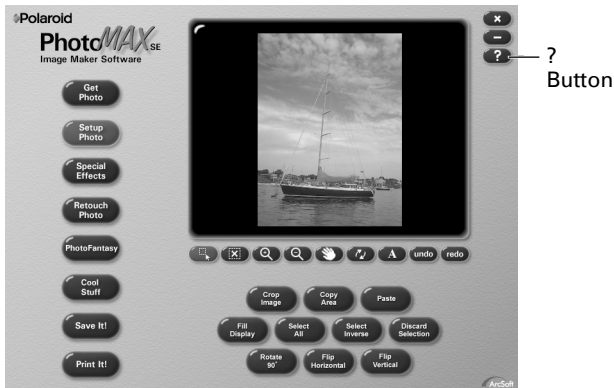 Polaroid
PhotoMAX SE
Image Maker Software
×
–
?
?
Button
Get
Photo
Setup
Photo
Special
Effects
Retouch
Photo
PhotoFantasy
Cool
Stuff
Save It!
Print It!
A
undo
redo
Crop
Image
Copy
Area
Paste
Fill
Display
Select
All
Select
Inverse
Discard
Selection
Rotate
90°
Flip
Horizontal
Flip
Vertical
ArcSoft